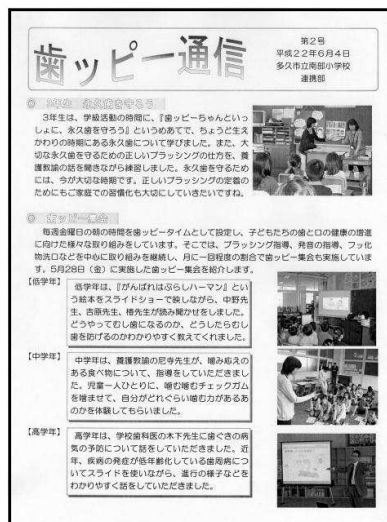 歯ッピー通信
第2号
平成22年6月4日
多久市立南部小学校
連携部
◎ 3年生 永久歯を守ろう
3年生は、学級活動の時間に、『歯ッピーちゃんといっ
しょに、永久歯を守ろう』というめあてで、ちょうど生え
かわりの時期にある永久歯について学びました。また、大
切な永久歯を守るための正しいブラッシングの仕方を、養
護教諭の話を聞きながら練習しました。永久歯を守るため
には、今が大切な時期です。正しいブラッシングの定着の
ためにもご家庭での習慣化も大切にしていきたいですね。
◎ 歯ッピー集会
毎週金曜日の朝の時間を歯ッピータイムとして設定し、子どもたちの歯と口の健康の増進
に向けた様々な取り組みをしています。そこでは、ブラッシング指導、発音の指導、フッ化
物洗口などを中心に取り組みを継続し、月に一回程度の割合で歯ッピー集会も実施していま
す。5月28日（金）に実施した歯ッピー集会を紹介します。
【低学年】
低学年は、『がんばれはぶらしハーマン』とい
う絵本をスライドショーで映しながら、中野先
生、吉原先生、椿先生が読み聞かせをしました。
どうやってむし歯になるのか、どうしたらむし
歯を防げるのかわかりやすく教えてくれました。
【中学年】
中学年は、養護教諭の尼寺先生が、噛み応えの
ある食べ物について、指導をしていただきまし
た。児童一人ひとりに、噛む噛むチェックガム
を噛ませて、自分がどれぐらい噛む力があるあ
のかを体験してもらいました。
【高学年】
高学年は、学校歯科医の木下先生に歯ぐきの病
気の予防について話をしていただきました。近
年、疾病の発症が低年齢化している歯周病につ
いてスライドを使いながら、進行の様子などを
わかりやすく話をしていただきました。